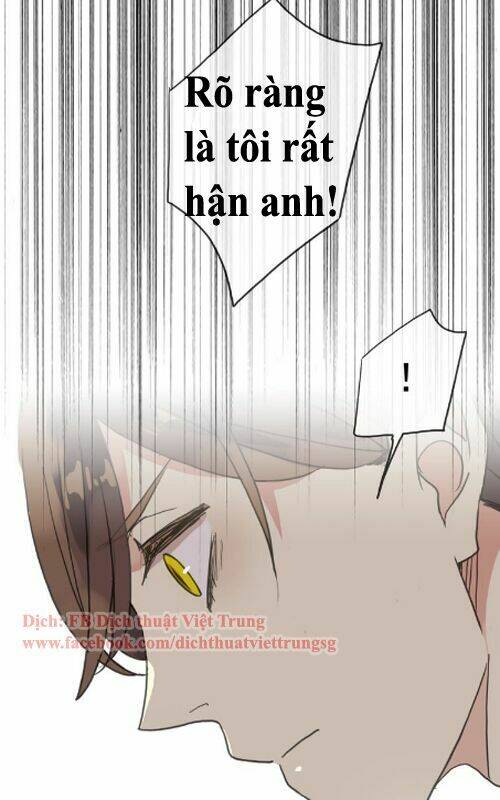 Rõ ràng
là tôi rất
hận anh!
!
Dịch: FB Dịch thuật Việt Trung
www.facebook.com/dichthuatviettrungsg